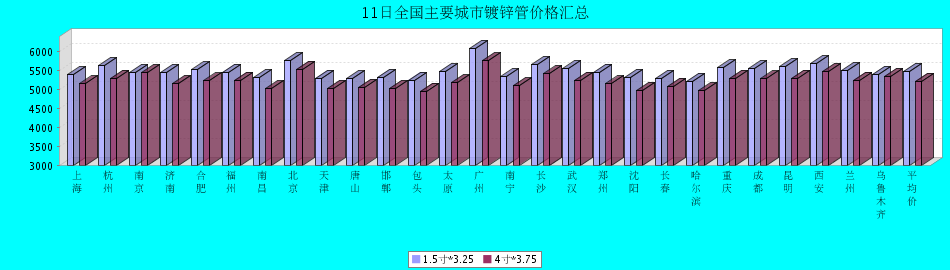 11日全国主要城市镀锌管价格汇总
6000
5500
5000
4500
4000
3500
3000
上海
杭州
南京
济南
合肥
福州
南昌
北京
天津
唐山
邯郸
包头
太原
广州
南宁
长沙
武汉
郑州
沈阳
长春
哈尔滨
重庆
成都
昆明
西安
兰州
乌鲁木齐
平均价
1.5寸*3.25
4寸*3.75